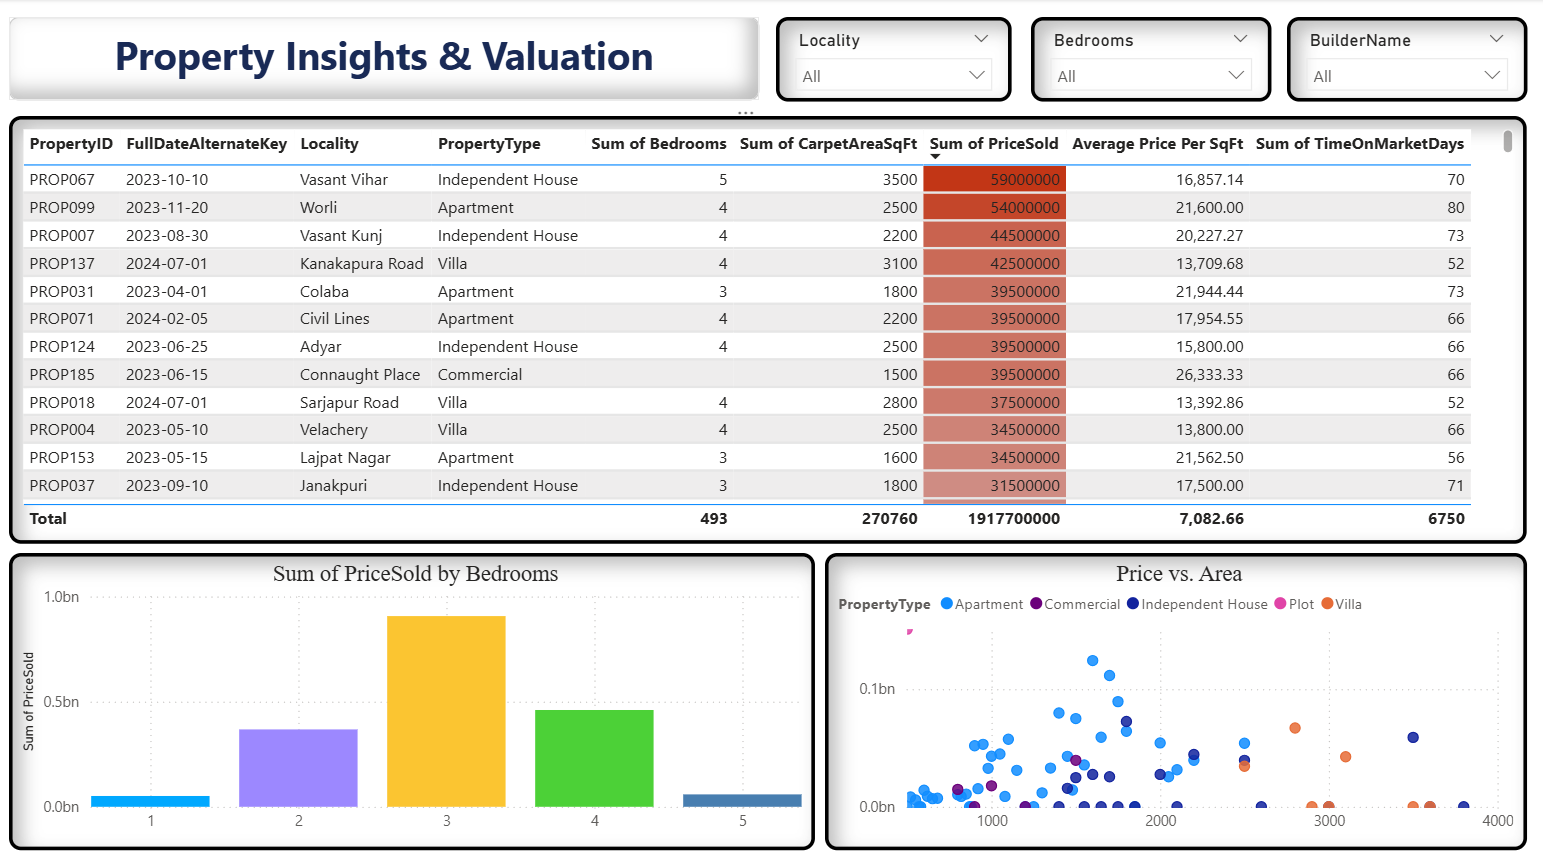 Property Insights & Valuation
Locality
All
Bedrooms
All
BuilderName
All
PropertyID FullDateAlternateKey Locality PropertyType Sum of Bedrooms Sum of CarpetAreaSqFt Sum of PriceSold Average Price Per SqFt Sum of TimeOnMarketDays
PROP067 2023-10-10 Vasant Vihar Independent House 5 3500 59000000 16,857.14 70
PROP099 2023-11-20 Worli Apartment 4 2500 54000000 21,600.00 80
PROP007 2023-08-30 Vasant Kunj Independent House 4 2200 44500000 20,227.27 73
PROP137 2024-07-01 Kanakapura Road Villa 4 3100 42500000 13,709.68 52
PROP031 2023-04-01 Colaba Apartment 3 1800 39500000 21,944.44 73
PROP071 2024-02-05 Civil Lines Apartment 4 2200 39500000 17,954.55 66
PROP124 2023-06-25 Adyar Independent House 4 2500 39500000 15,800.00 66
PROP185 2023-06-15 Connaught Place Commercial 1500 39500000 26,333.33 66
PROP018 2024-07-01 Sarjapur Road Villa 4 2800 37500000 13,392.86 52
PROP004 2023-05-10 Velachery Villa 4 2500 34500000 13,800.00 66
PROP153 2023-05-15 Lajpat Nagar Apartment 3 1600 34500000 21,562.50 56
PROP037 2023-09-10 Janakpuri Independent House 3 1800 31500000 17,500.00 71
Total 493 270760 1917700000 7,082.66 6750
Sum of PriceSold by Bedrooms
Sum of PriceSold
1.0bn
0.5bn
0.0bn
1 2 3 4 5
Price vs. Area
PropertyType Apartment Commercial Independent House Plot Villa
0.1bn
0.0bn
1000 2000 3000 4000